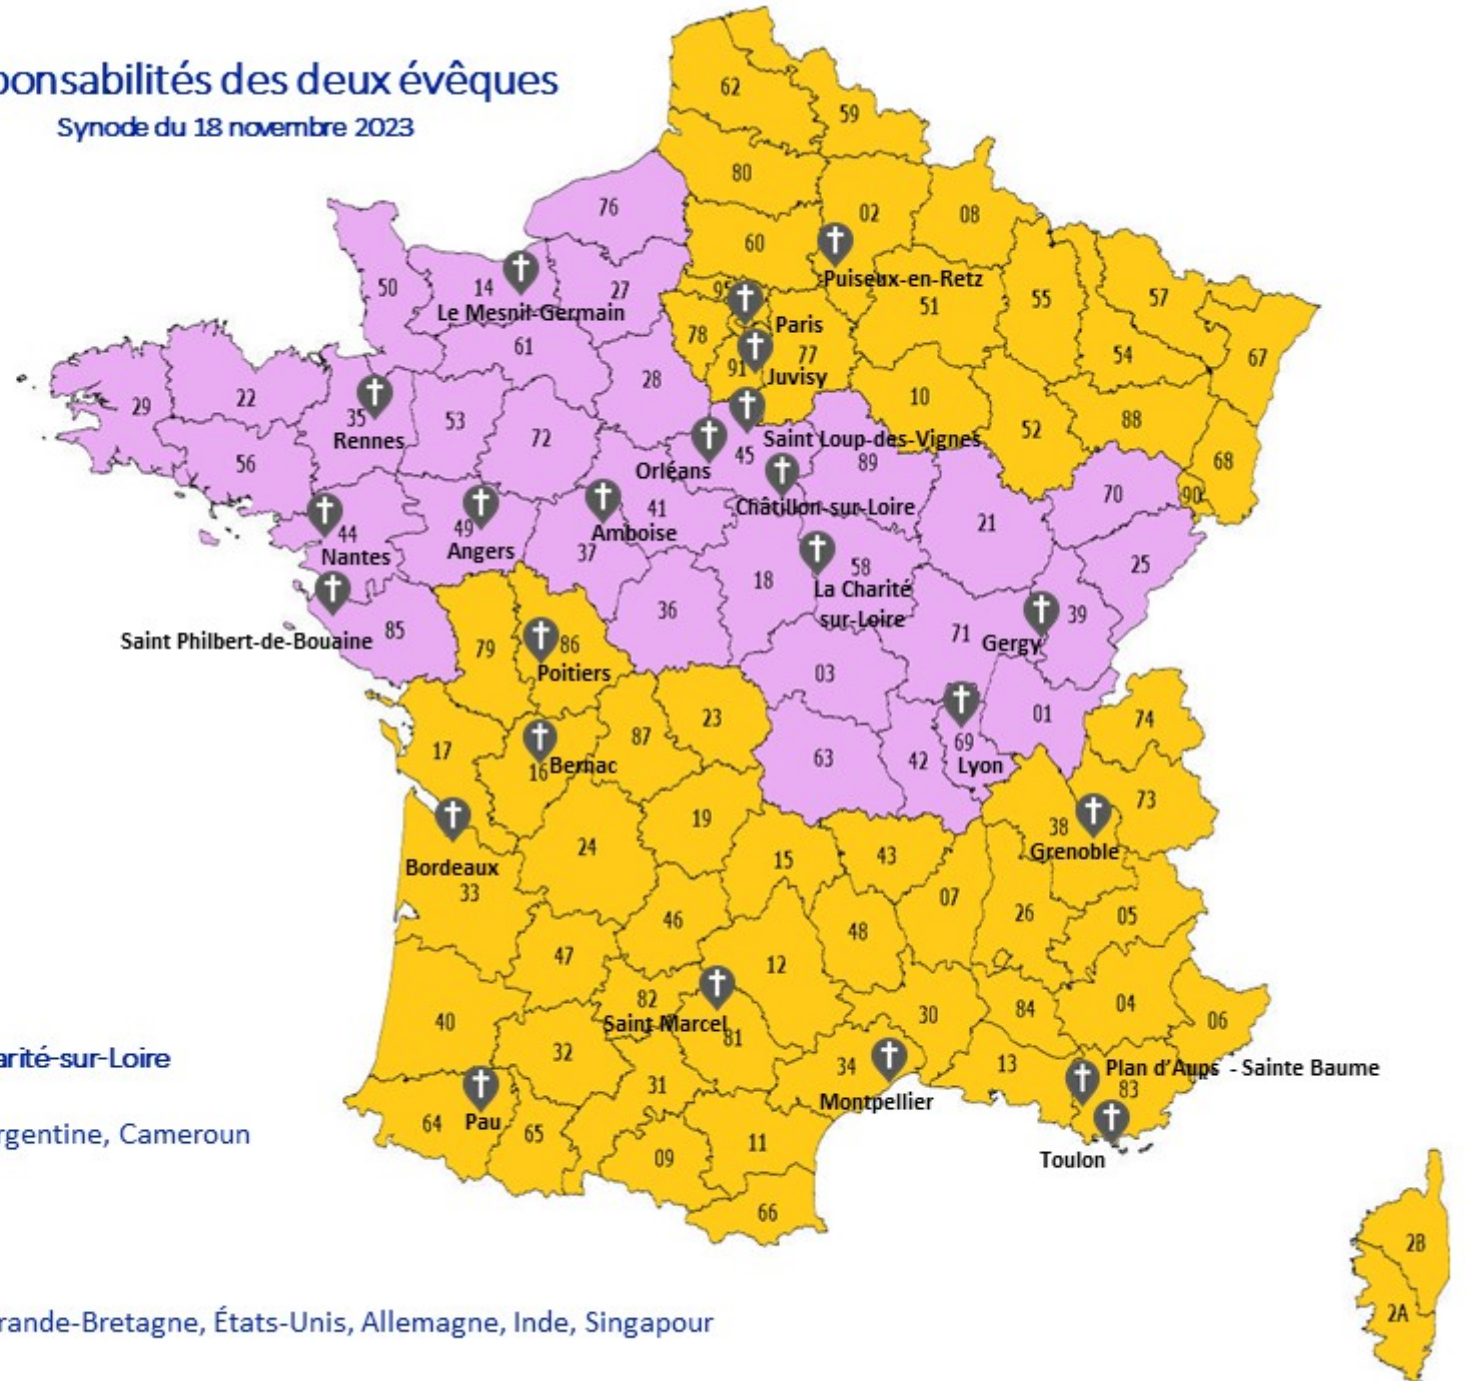 ponsabilités des deux évêques
Synode du 18 novembre 2023
62
59
80
02
08
76
60
Puiseux-en-Retz
50
14
27
95
51
55
57
Le Mesnil-Germain
Paris
78
77
54
67
61
91
Juvisy
28
10
88
29
22
35
53
52
Rennes
72
Saint Loup-des-Vignes
56
Orléans
45
89
68
70
90
Châtillon-sur-Loire
44
49
41
21
Nantes
Angers
Amboise
37
25
18
58
La Charité
sur-Loire
36
39
Saint Philbert-de-Bouaine
85
79
86
71
Gergy
Poitiers
03
23
01
74
17
87
69
16
Bernac
63
42
Lyon
73
19
38
Grenoble
24
15
43
Bordeaux
33
07
26
05
46
48
47
12
82
04
40
Saint Marcel
81
30
84
06
arité-sur-Loire
32
34
13
Plan d'Aups - Sainte Baume
31
83
Montpellier
64
Pau
65
rgentine, Cameroun
11
09
Toulon
66
2B
2A
rande-Bretagne, États-Unis, Allemagne, Inde, Singapour